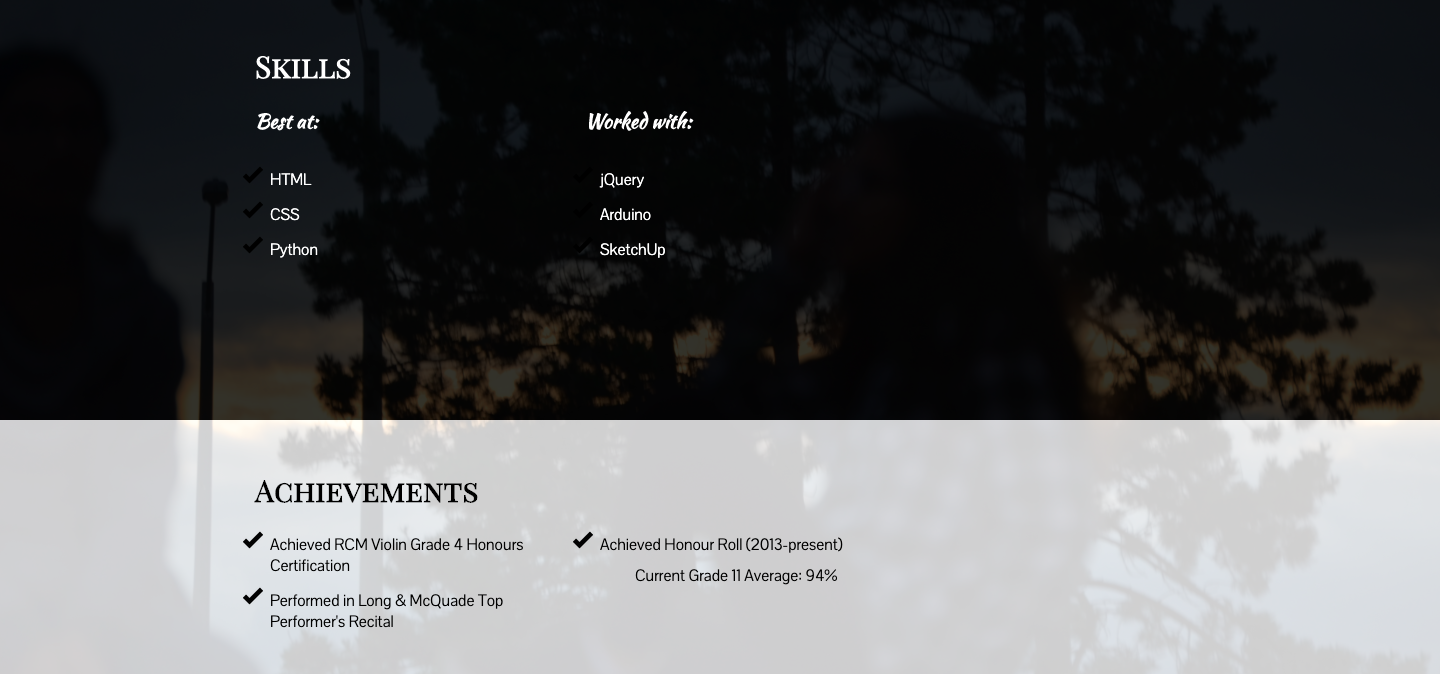 Skills
Best at:
HTML
CSS
Python
Worked with:
jQuery
Arduino
SketchUp
Achievements
Achieved RCM Violin Grade 4 Honours
Certification
Performed in Long & McQuade Top
Performer's Recital
Achieved Honour Roll (2013-present)
Current Grade 11 Average: 94%